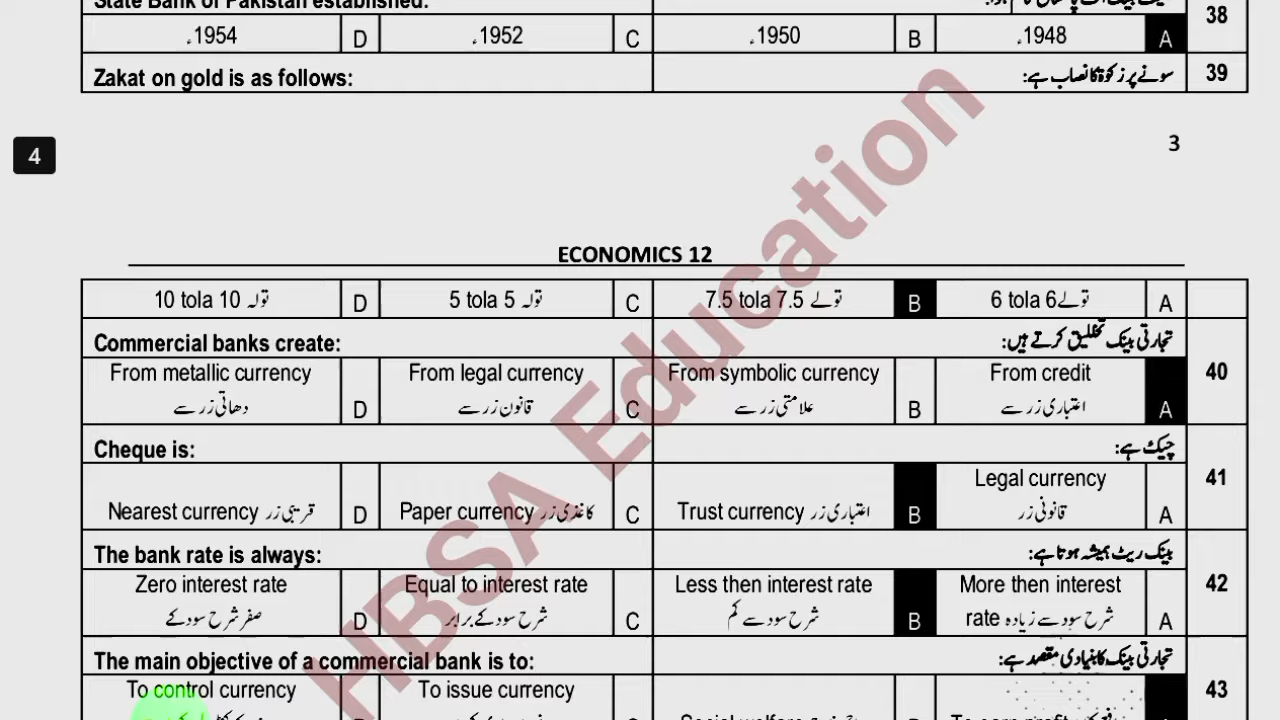 State Bank of Pakistan established:
38
1954ء D 1952ء C 1950ء B 1948ء A
Zakat on gold is as follows: سونے پر زکوٰۃ کا نصاب ہے: 39
3
4
ECONOMICS 12
10 tola 10 تولہ D 5 tola 5 تولہ C 7.5 tola 7.5 تولے B 6 tola 6 تولے A
Commercial banks create: تجارتی بینک تخلیق کرتے ہیں:
40
From metallic currency From legal currency From symbolic currency From credit
دھاتی زر سے D قانون زر سے C علامتی زر سے B اعتباری زر سے A
Cheque is: چیک ہے:
41
Legal currency
Nearest currency قریبی زر D Paper currency کاغذی زر C Trust currency اعتباری زر B قانونی زر A
The bank rate is always: بینک ریٹ ہمیشہ ہوتا ہے:
42
Zero interest rate Equal to interest rate Less then interest rate More then interest
صفر شرح سود کے D شرح سود کے برابر C شرح سود سے کم B rate شرح سود سے زیادہ A
The main objective of a commercial bank is to: تجارتی بینک کا بنیادی مقصد ہے:
43
To control currency To issue currency
HBSA Education